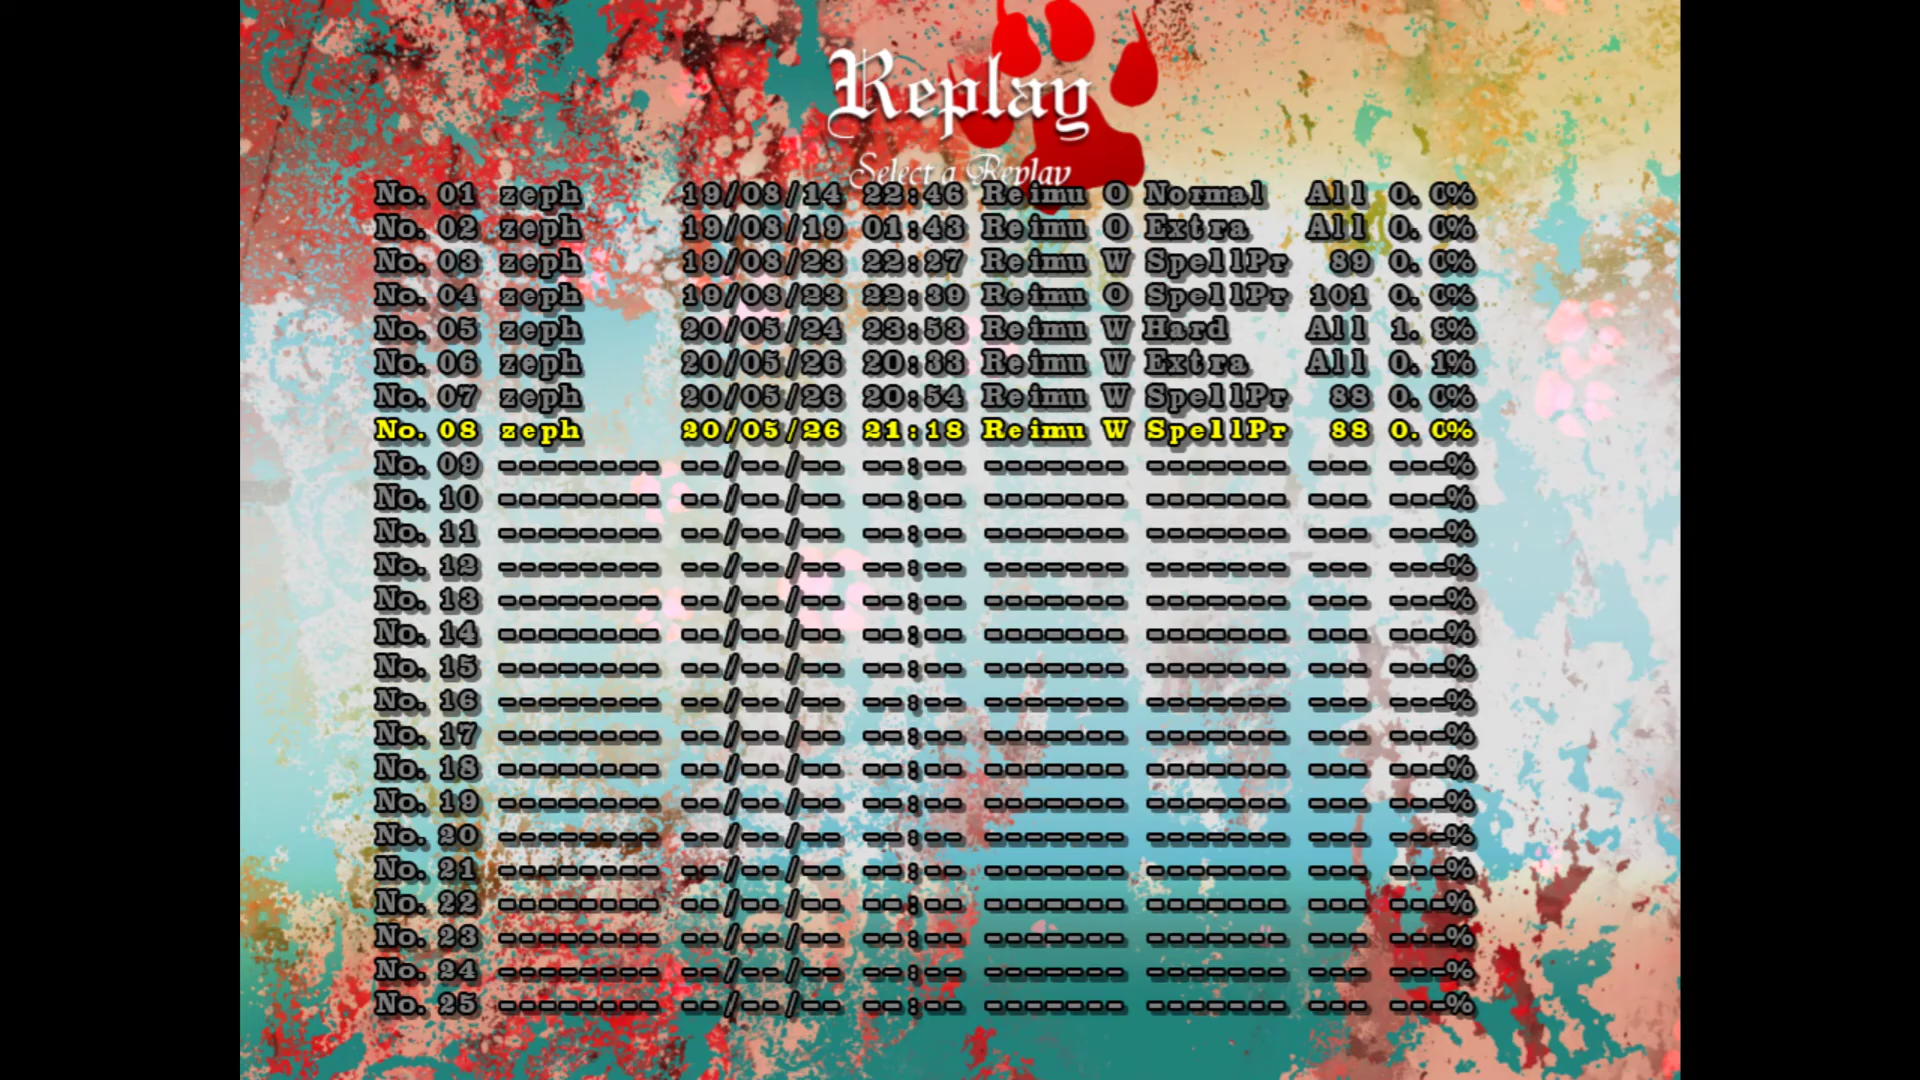 Replay
Select a Replay
No. 01 zeph 19/08/14 22:46 Reimu O Normal All 0.0%
No. 02 zeph 19/08/19 01:43 Reimu O Extra All 0.0%
No. 03 zeph 19/08/23 22:27 Reimu W SpellPr 89 0.0%
No. 04 zeph 19/08/23 22:39 Reimu O SpellPr 101 0.0%
No. 05 zeph 20/05/24 23:53 Reimu W Hard All 1.9%
No. 06 zeph 20/05/26 20:33 Reimu W Extra All 0.1%
No. 07 zeph 20/05/26 20:54 Reimu W SpellPr 88 0.0%
No. 08 zeph 20/05/26 21:18 Reimu W SpellPr 88 0.0%
No. 09 -------- --/--/-- --:-- ------- ------- --- ---%
No. 10 -------- --/--/-- --:-- ------- ------- --- ---%
No. 11 -------- --/--/-- --:-- ------- ------- --- ---%
No. 12 -------- --/--/-- --:-- ------- ------- --- ---%
No. 13 -------- --/--/-- --:-- ------- ------- --- ---%
No. 14 -------- --/--/-- --:-- ------- ------- --- ---%
No. 15 -------- --/--/-- --:-- ------- ------- --- ---%
No. 16 -------- --/--/-- --:-- ------- ------- --- ---%
No. 17 -------- --/--/-- --:-- ------- ------- --- ---%
No. 18 -------- --/--/-- --:-- ------- ------- --- ---%
No. 19 -------- --/--/-- --:-- ------- ------- --- ---%
No. 20 -------- --/--/-- --:-- ------- ------- --- ---%
No. 21 -------- --/--/-- --:-- ------- ------- --- ---%
No. 22 -------- --/--/-- --:-- ------- ------- --- ---%
No. 23 -------- --/--/-- --:-- ------- ------- --- ---%
No. 24 -------- --/--/-- --:-- ------- ------- --- ---%
No. 25 -------- --/--/-- --:-- ------- ------- --- ---%